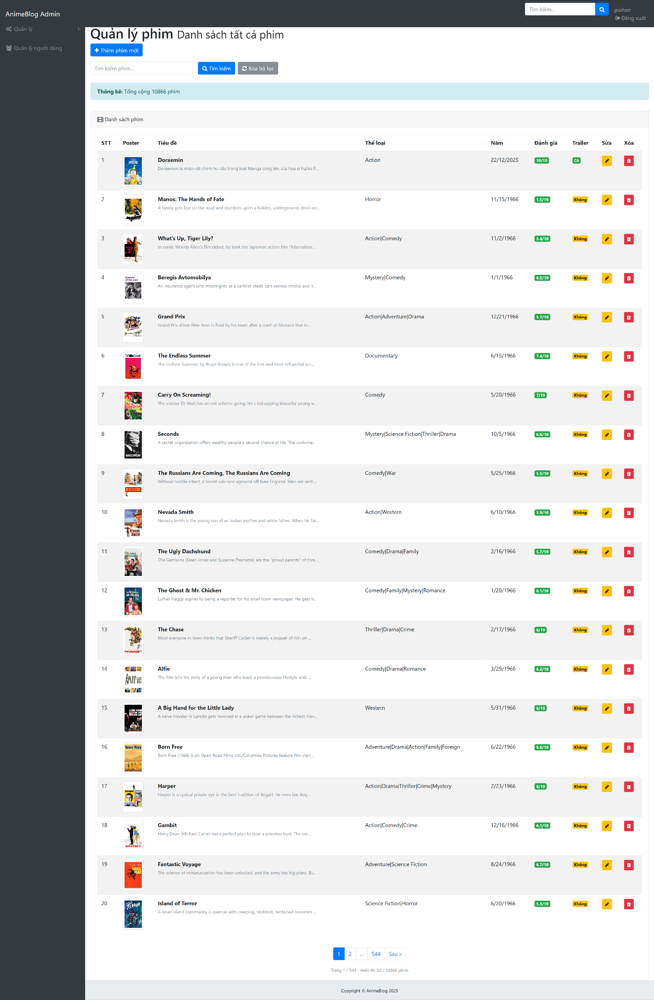 AnimeBlog Admin
Tìm kiếm...
giahan
Đăng xuất
Quản lý
Quản lý người dùng
Quản lý phim Danh sách tất cả phim
Thêm phim mới
Tìm kiếm phim...
Tìm kiếm
Xóa bộ lọc
Thống kê: Tổng cộng 10866 phim
Danh sách phim
STT Poster Tiêu đề Thể loại Năm Đánh giá Trailer Sửa Xóa
1 Doraemin Action 22/12/2025 10/10 Có
Doraemon là nhân vật chính hư cấu trong loạt Manga cùng tên của họa sĩ Fujiko F....
2 Manos: The Hands of Fate Horror 11/15/1966 1.5/10 Không
A family gets lost on the road and stumbles upon a hidden, underground, devil-wo...
MANOS
3 What's Up, Tiger Lily? Action|Comedy 11/2/1966 5.4/10 Không
In comic Woody Allen's film debut, he took the Japanese action film "Internation...
4 Beregis Avtomobilya Mystery|Comedy 1/1/1966 6.5/10 Không
beware
of the car!
An insurance agent who moonlights as a carthief steals cars various crooks and n...
5 Grand Prix Action|Adventure|Drama 12/21/1966 5.7/10 Không
Grand Prix driver Pete Aron is fired by his team after a crash at Monaco that in...
6 The Endless Summer Documentary 6/15/1966 7.4/10 Không
The Endless Summer
The Endless Summer, by Bruce Brown, is one of the first and most influential sur...
7 Carry On Screaming! Comedy 5/20/1966 7/10 Không
The sinister Dr Watt has an evil scheme going. He's kidnapping beautiful young w...
8 Seconds Mystery|Science Fiction|Thriller|Drama 10/5/1966 6.6/10 Không
A secret organisation offers wealthy people a second chance at life. The custome...
SECONDS
9 The Russians Are Coming, The Russians Are Coming Comedy|War 5/25/1966 5.5/10 Không
Without hostile intent, a Soviet sub runs aground off New England. Men are sent ...
10 Nevada Smith Action|Western 6/10/1966 5.9/10 Không
Nevada Smith is the young son of an Indian mother and white father. When his fat...
NEVADA
SMITH
11 The Ugly Dachshund Comedy|Drama|Family 2/16/1966 5.7/10 Không
The Garrisons (Dean Jones and Suzanne Pleshette) are the "proud parents" of thre...
12 The Ghost & Mr. Chicken Comedy|Family|Mystery|Romance 1/20/1966 6.1/10 Không
The Ghost &
Mr. Chicken
Luther Heggs aspires to being a reporter for his small town newspaper. He gets h...
13 The Chase Thriller|Drama|Crime 2/17/1966 6/10 Không
Most everyone in town thinks that Sheriff Calder is merely a puppet of rich oil-...
THE CHASE
14 Alfie Comedy|Drama|Romance 3/29/1966 6.2/10 Không
The film tells the story of a young man who leads a promiscuous lifestyle until ...
Alfie
15 A Big Hand for the Little Lady Western 5/31/1966 6/10 Không
A BIG HAND
FOR THE
LITTLE LADY
A naive traveler in Laredo gets involved in a poker game between the richest men...
16 Born Free Adventure|Drama|Action|Family|Foreign 6/22/1966 6.6/10 Không
BORN FREE
Born Free (1966) is an Open Road Films Ltd./Columbia Pictures feature film starr...
17 Harper Action|Drama|Thriller|Crime|Mystery 2/23/1966 6/10 Không
Harper
Harper is a cynical private eye in the best tradition of Bogart. He even has Bog...
18 Gambit Action|Comedy|Crime 12/16/1966 6.1/10 Không
Harry Dean (Michael Caine) has a perfect plan to steal a priceless bust. The cor...
GAMBIT
19 Fantastic Voyage Adventure|Science Fiction 8/24/1966 6.7/10 Không
Fantastic
Voyage
The science of miniaturization has been unlocked, and the army has big plans. Bu...
20 Island of Terror Science Fiction|Horror 6/20/1966 5.3/10 Không
TERROR
A small island community is overrun with creeping, blobbish, tentacled monsters ...
1 2 ... 544 Sau »
Trang 1 / 544 - Hiển thị 20 / 10866 phim
Copyright © AnimeBlog 2025